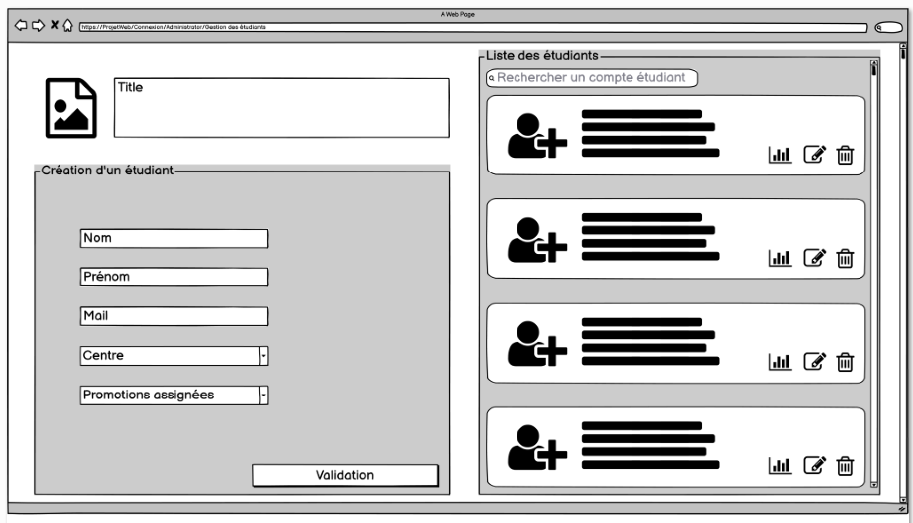 A Web Page
https://ProjetWeb/Connexion/Administrator/Gestion des étudiants
Title
Création d'un étudiant
Nom
Prénom
Mail
Centre
Promotions assignées
Validation
Liste des étudiants
Rechercher un compte étudiant